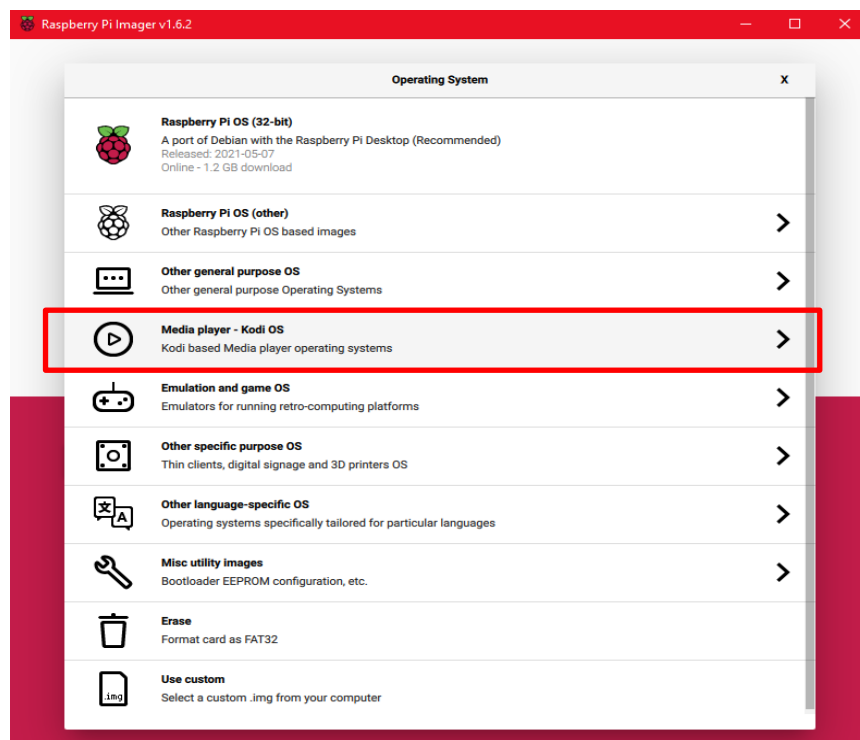 Raspberry Pi Imager v1.6.2
Operating System
X
Raspberry Pi OS (32-bit)
A port of Debian with the Raspberry Pi Desktop (Recommended)
Released: 2021-05-07
Online - 1.2 GB download
Raspberry Pi OS (other)
Other Raspberry Pi OS based images
Other general purpose OS
Other general purpose Operating Systems
Media player - Kodi OS
Kodi based Media player operating systems
Emulation and game OS
Emulators for running retro-computing platforms
Other specific purpose OS
Thin clients, digital signage and 3D printers OS
文
A
Other language-specific OS
Operating systems specifically tailored for particular languages
Misc utility images
Bootloader EEPROM configuration, etc.
Erase
Format card as FAT32
.img
Use custom
Select a custom .img from your computer